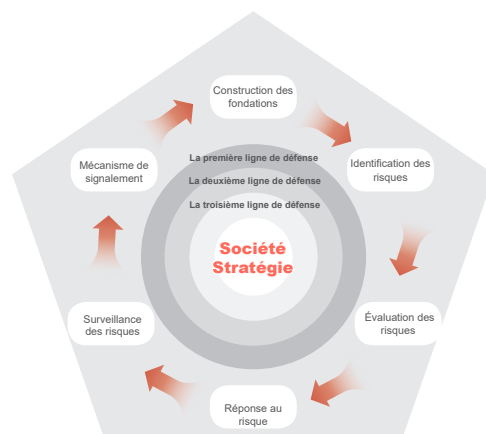 Construction des
fondations
Identification des
risques
Évaluation des
risques
Réponse au
risque
Surveillance
des risques
Mécanisme de
signalement
La première ligne de défense
La deuxième ligne de défense
La troisième ligne de défense
Société
Stratégie